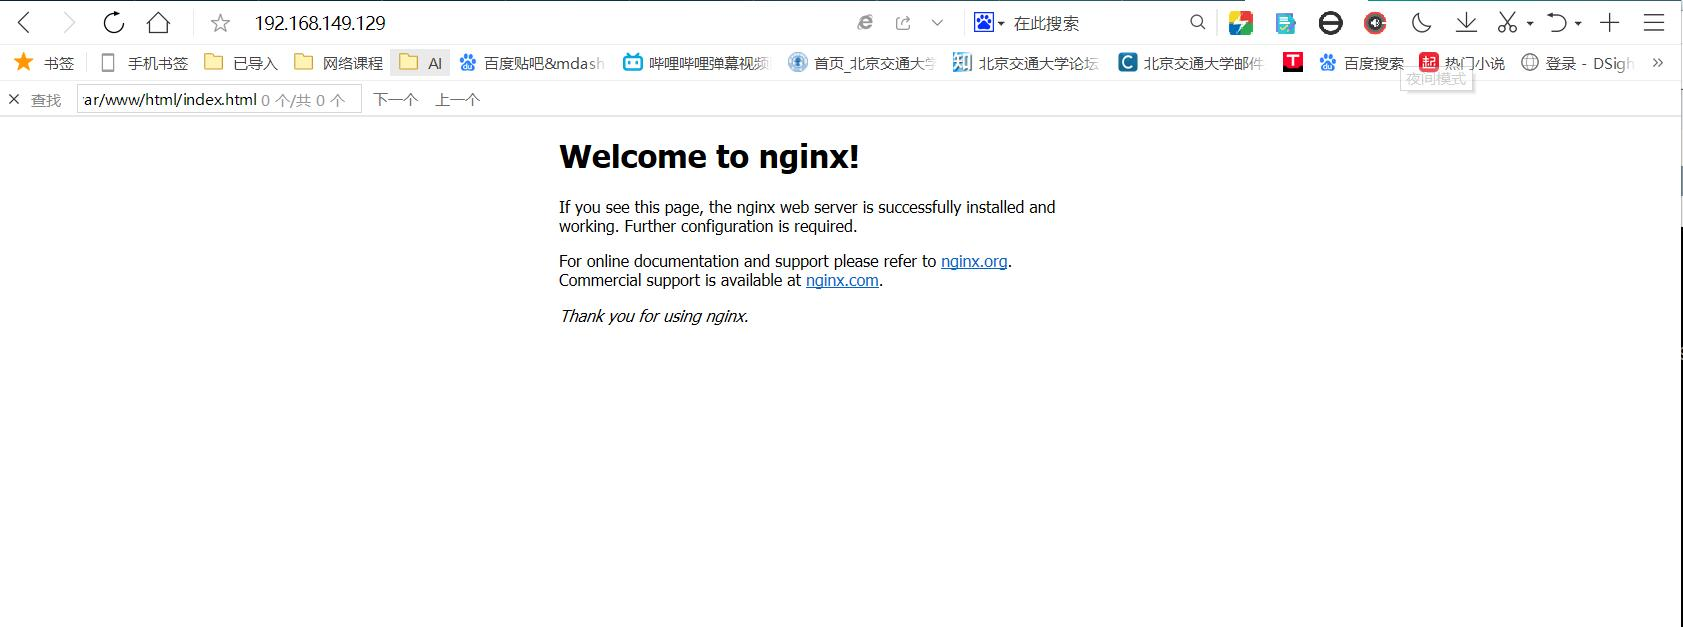 192.168.149.129
在此搜索
书签 手机书签 已导入 网络课程 AI 百度贴吧&mdash 哔哩哔哩弹幕视频 首页_北京交通大学 知 北京交通大学论坛 C 北京交通大学邮件 T 百度搜索 起 热门小说 登录 - DSigh »
夜间模式
查找 ar/www/html/index.html 0 个/共 0 个 下一个 上一个
Welcome to nginx!
If you see this page, the nginx web server is successfully installed and
working. Further configuration is required.
For online documentation and support please refer to nginx.org.
Commercial support is available at nginx.com.
Thank you for using nginx.